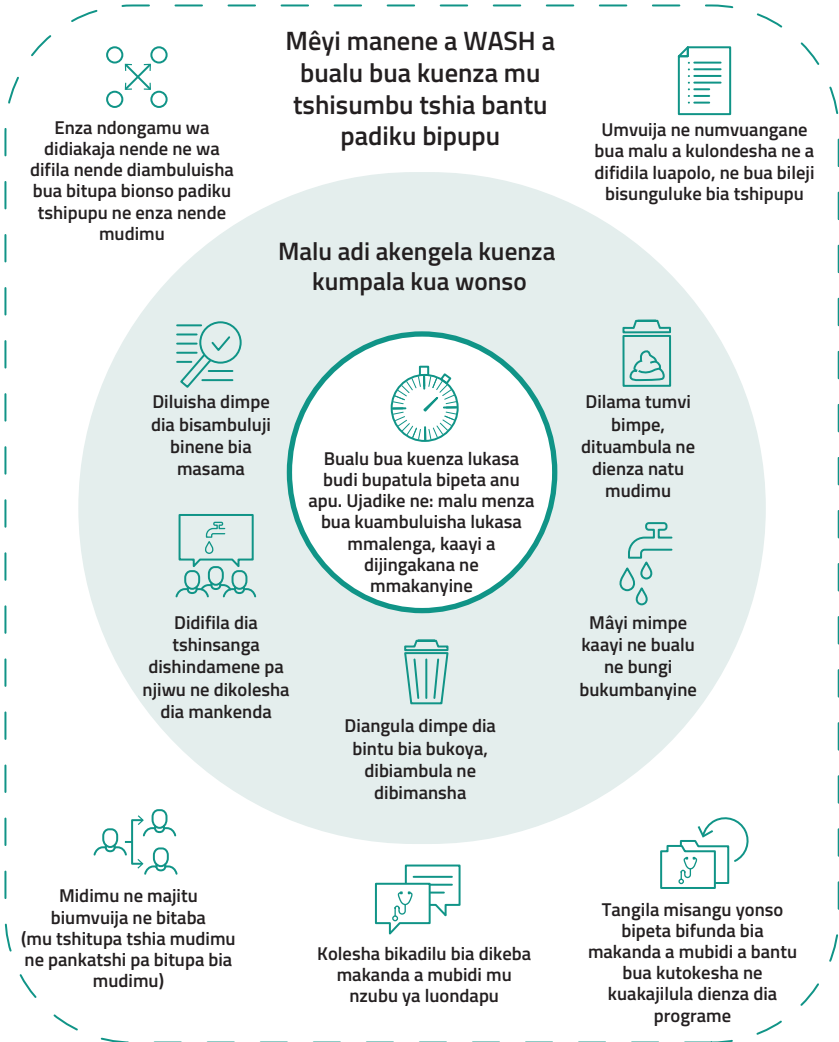 Mêyi manene a WASH a
bualu bua kuenza mu
tshisumbu tshia bantu
padiku bipupu
Enza ndongamu wa
didiakaja nende ne wa
difila nende diambuluisha
bua bitupa bionso padiku
tshipupu ne enza nende
mudimu
Umvuija ne numvuangane
bua malu a kulondesha ne a
difidila luapolo, ne bua bileji
bisunguluke bia tshipupu
Malu adi akengela kuenza
kumpala kua wonso
Diluisha dimpe
dia bisambuluji
binene bia
masama
Bualu bua kuenza lukasa
budi bupatula bipeta anu
apu. Ujadike ne: malu menza
bua kuambuluisha lukasa
mmalenga, kaayi a
dijingakana ne
mmakanyine
Dilama tumvi
bimpe,
dituambula ne
dienza natu
mudimu
Didifila dia
tshinsanga
dishindamene pa
njiwu ne dikolesha
dia mankenda
Diangula dimpe dia
bintu bia bukoya,
dibiambula ne
dibimansha
Mâyi mimpe
kaayi ne bualu
ne bungi
bukumbanyine
Midimu ne majitu
biumvuija ne bitaba
(mu tshitupa tshia mudimu
ne pankatshi pa bitupa bia
mudimu)
Kolesha bikadilu bia dikeba
makanda a mubidi mu
nzubu ya luondapu
Tangila misangu yonso
bipeta bifunda bia
makanda a mubidi a bantu
bua kutokesha ne
kuakajilula dienza dia
programe